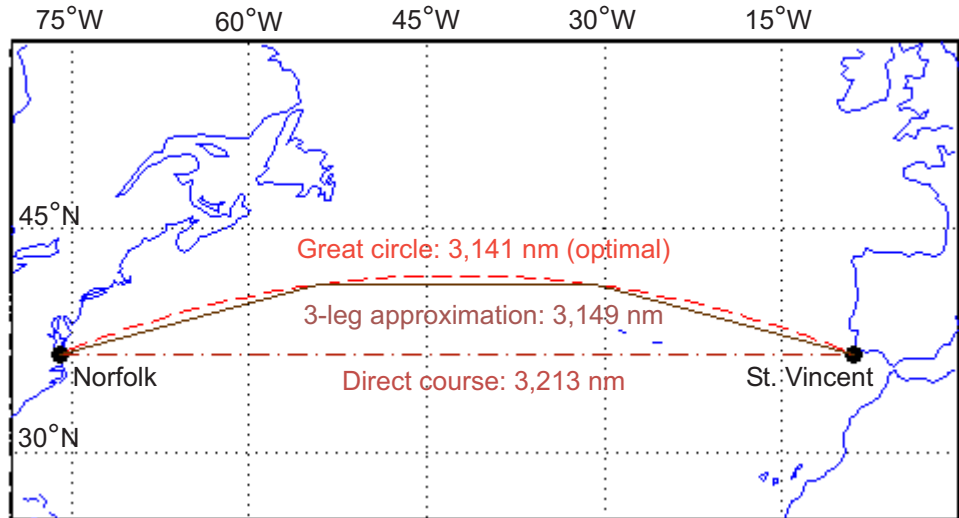 75°W 60°W 45°W 30°W 15°W
45°N
Great circle: 3,141 nm (optimal)
3-leg approximation: 3,149 nm
Norfolk
St. Vincent
Direct course: 3,213 nm
30°N